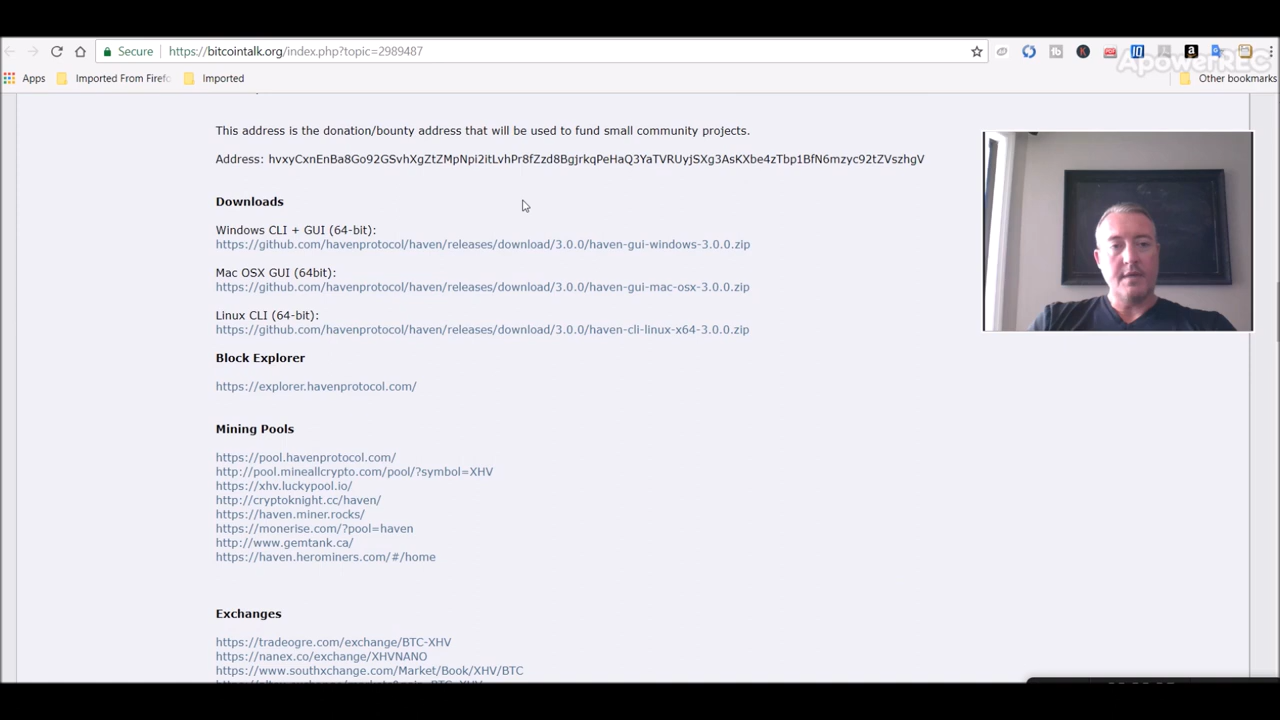 Secure
https://bitcointalk.org/index.php?topic=2989487
ApowerREC
Apps
Imported From Firefo
Imported
Other bookmarks
This address is the donation/bounty address that will be used to fund small community projects.
Address: hvxyCxnEnBa8Go92GSvhXgZtZMpNpi2itLvhPr8fZzd8BgjrkqPeHaQ3YaTVRUyjSXg3AsKXbe4zTbp1BfN6mzyc92tZVszhgV
Downloads
Windows CLI + GUI (64-bit):
https://github.com/havenprotocol/haven/releases/download/3.0.0/haven-gui-windows-3.0.0.zip
Mac OSX GUI (64bit):
https://github.com/havenprotocol/haven/releases/download/3.0.0/haven-gui-mac-osx-3.0.0.zip
Linux CLI (64-bit):
https://github.com/havenprotocol/haven/releases/download/3.0.0/haven-cli-linux-x64-3.0.0.zip
Block Explorer
https://explorer.havenprotocol.com/
Mining Pools
https://pool.havenprotocol.com/
http://pool.mineallcrypto.com/pool/?symbol=XHV
https://xhv.luckypool.io/
http://cryptoknight.cc/haven/
https://haven.miner.rocks/
https://monerise.com/?pool=haven
http://www.gemtank.ca/
https://haven.herominers.com/#/home
Exchanges
https://tradeogre.com/exchange/BTC-XHV
https://nanex.co/exchange/XHVNANO
https://www.southxchange.com/Market/Book/XHV/BTC